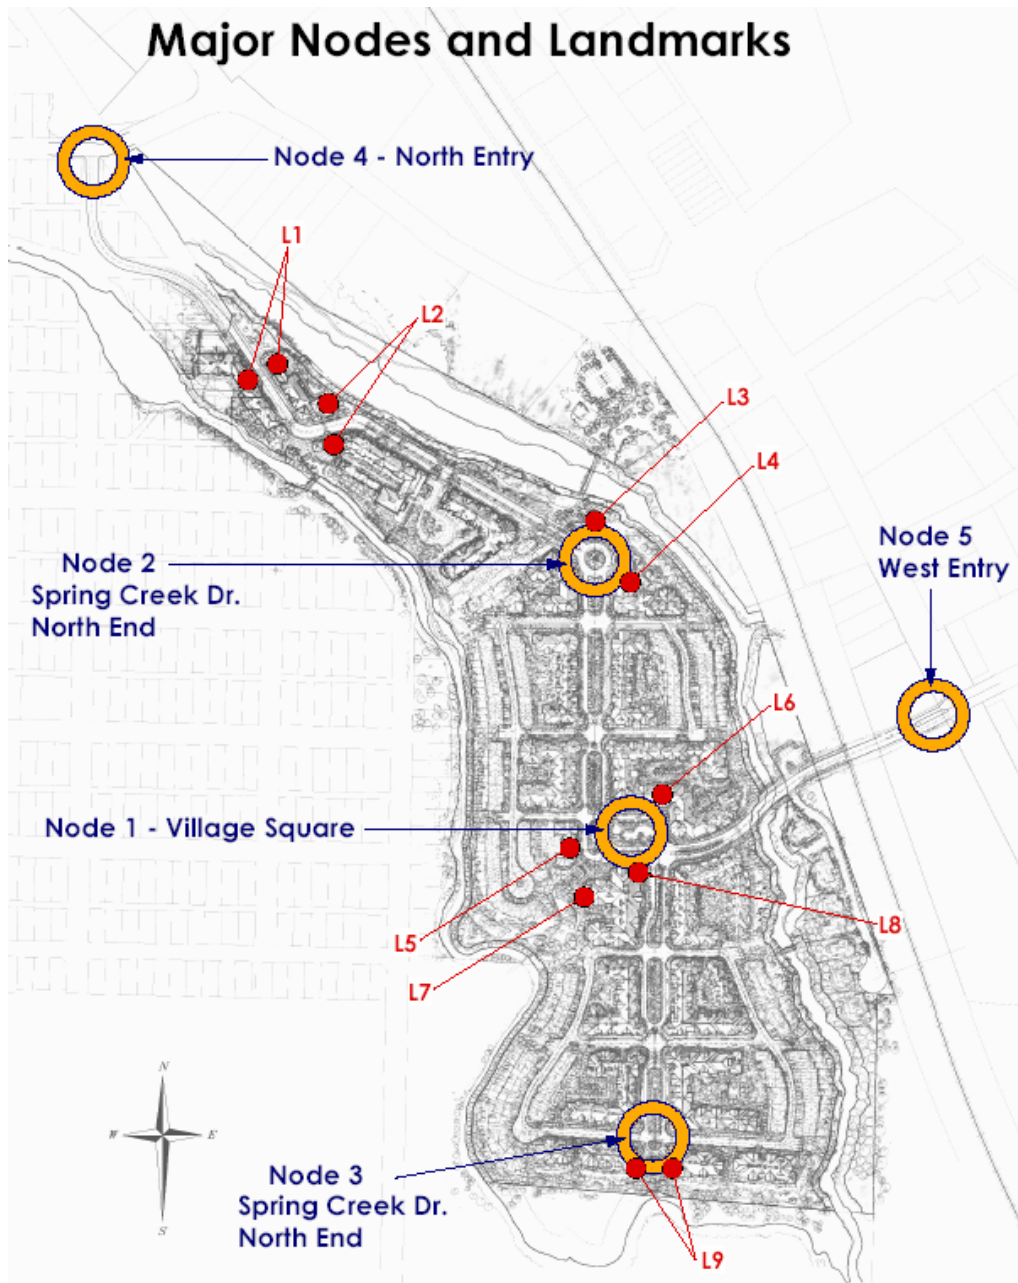 Major Nodes and Landmarks
Node 4 - North Entry
L1
L2
L3
L4
Node 5
West Entry
Node 2
Spring Creek Dr.
North End
L6
Node 1 - Village Square
L5
L8
L7
N
W E
S
Node 3
Spring Creek Dr.
North End
L9